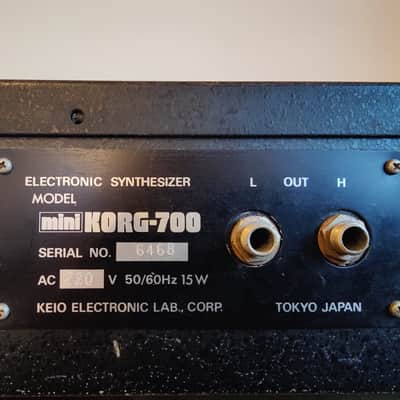 ELECTRONIC SYNTHESIZER L OUT H
MODEL
mini KORG-700
SERIAL NO. 6468
AC 220 V 50/60Hz 15W
KEIO ELECTRONIC LAB., CORP. TOKYO JAPAN